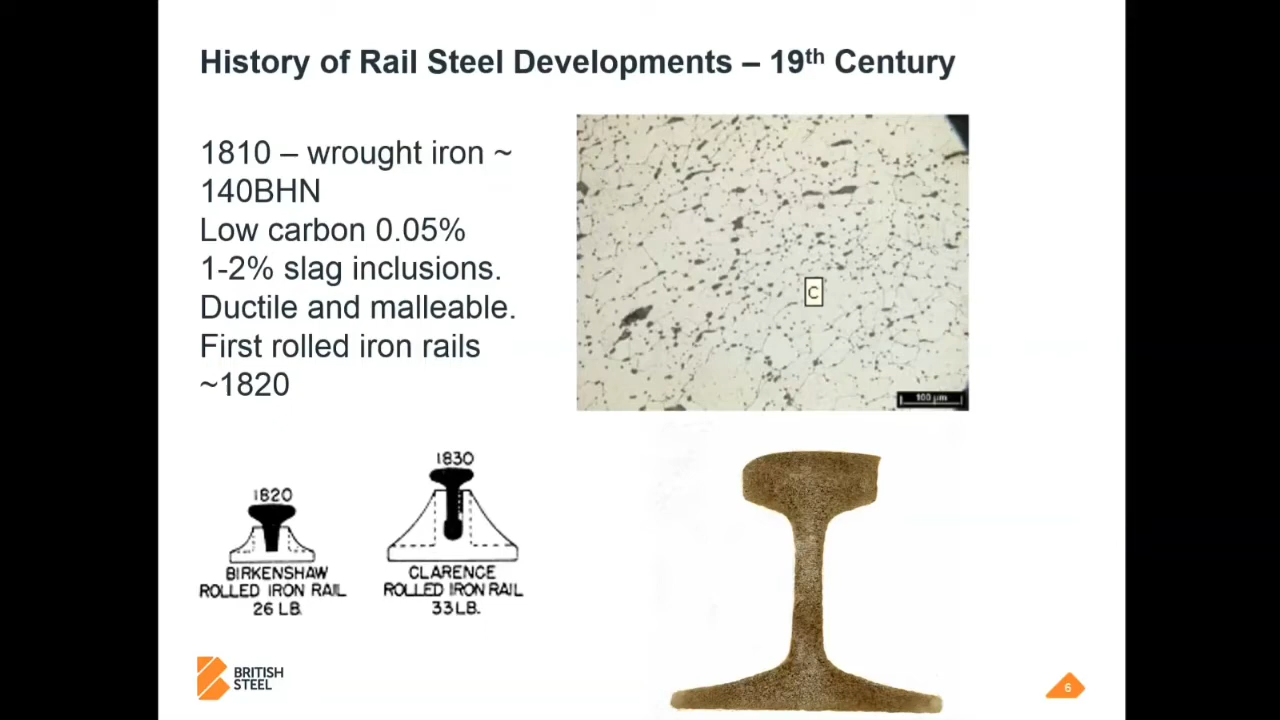 History of Rail Steel Developments – 19th Century
1810 – wrought iron ~
140BHN
Low carbon 0.05%
1-2% slag inclusions.
Ductile and malleable.
First rolled iron rails
~1820
C
100 µm
1820
BIRKENSHAW
ROLLED IRON RAIL
26 LB.
1830
CLARENCE
ROLLED IRON RAIL
33 LB.
BRITISH
STEEL
6